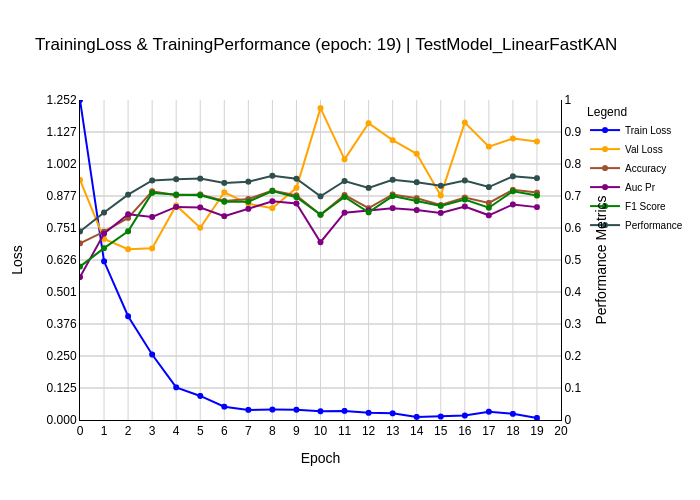 TrainingLoss & TrainingPerformance (epoch: 19) | TestModel_LinearFastKAN
1.252
1.127
1.002
0.877
0.751
0.626
0.501
0.376
0.250
0.125
0.000
Loss
0 1 2 3 4 5 6 7 8 9 10 11 12 13 14 15 16 17 18 19 20
Epoch
1
0.9
0.8
0.7
0.6
0.5
0.4
0.3
0.2
0.1
0
Performance Metrics
Legend
Train Loss
Val Loss
Accuracy
Auc Pr
F1 Score
Performance